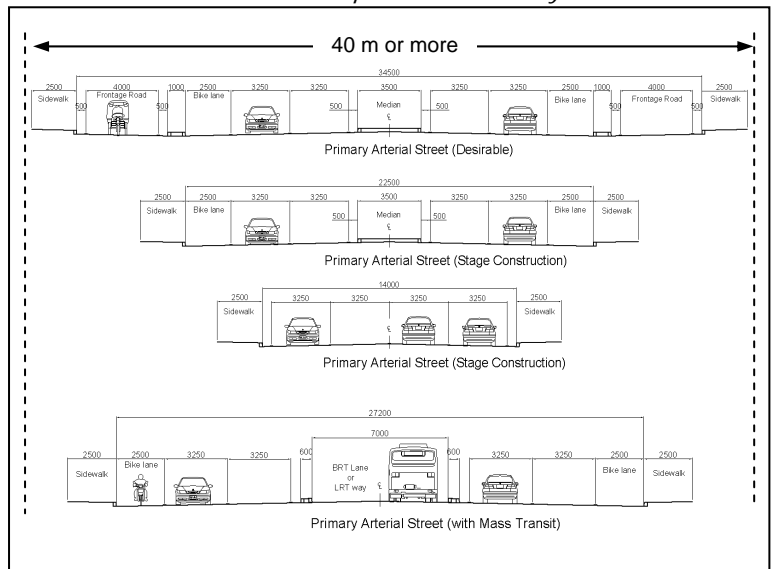 40 m or more
34500
2500 4000 1000 2500 3250 3250 3500 3250 3250 2500 1000 4000 2500
Sidewalk Frontage Road Bike lane Median Bike lane Frontage Road Sidewalk
500 500 500 500 500 500
Primary Arterial Street (Desirable)
22500
2500 2500 3250 3250 3500 3250 3250 2500 2500
Sidewalk Bike lane Median Bike lane Sidewalk
500 500
Primary Arterial Street (Stage Construction)
14000
2500 3250 3250 3250 3250 2500
Sidewalk Sidewalk
Primary Arterial Street (Stage Construction)
27200
7000
2500 2500 3250 3250 600 600 3250 3250 2500 2500
Sidewalk Bike lane BRT Lane Bike lane Sidewalk
or
LRT way
Primary Arterial Street (with Mass Transit)